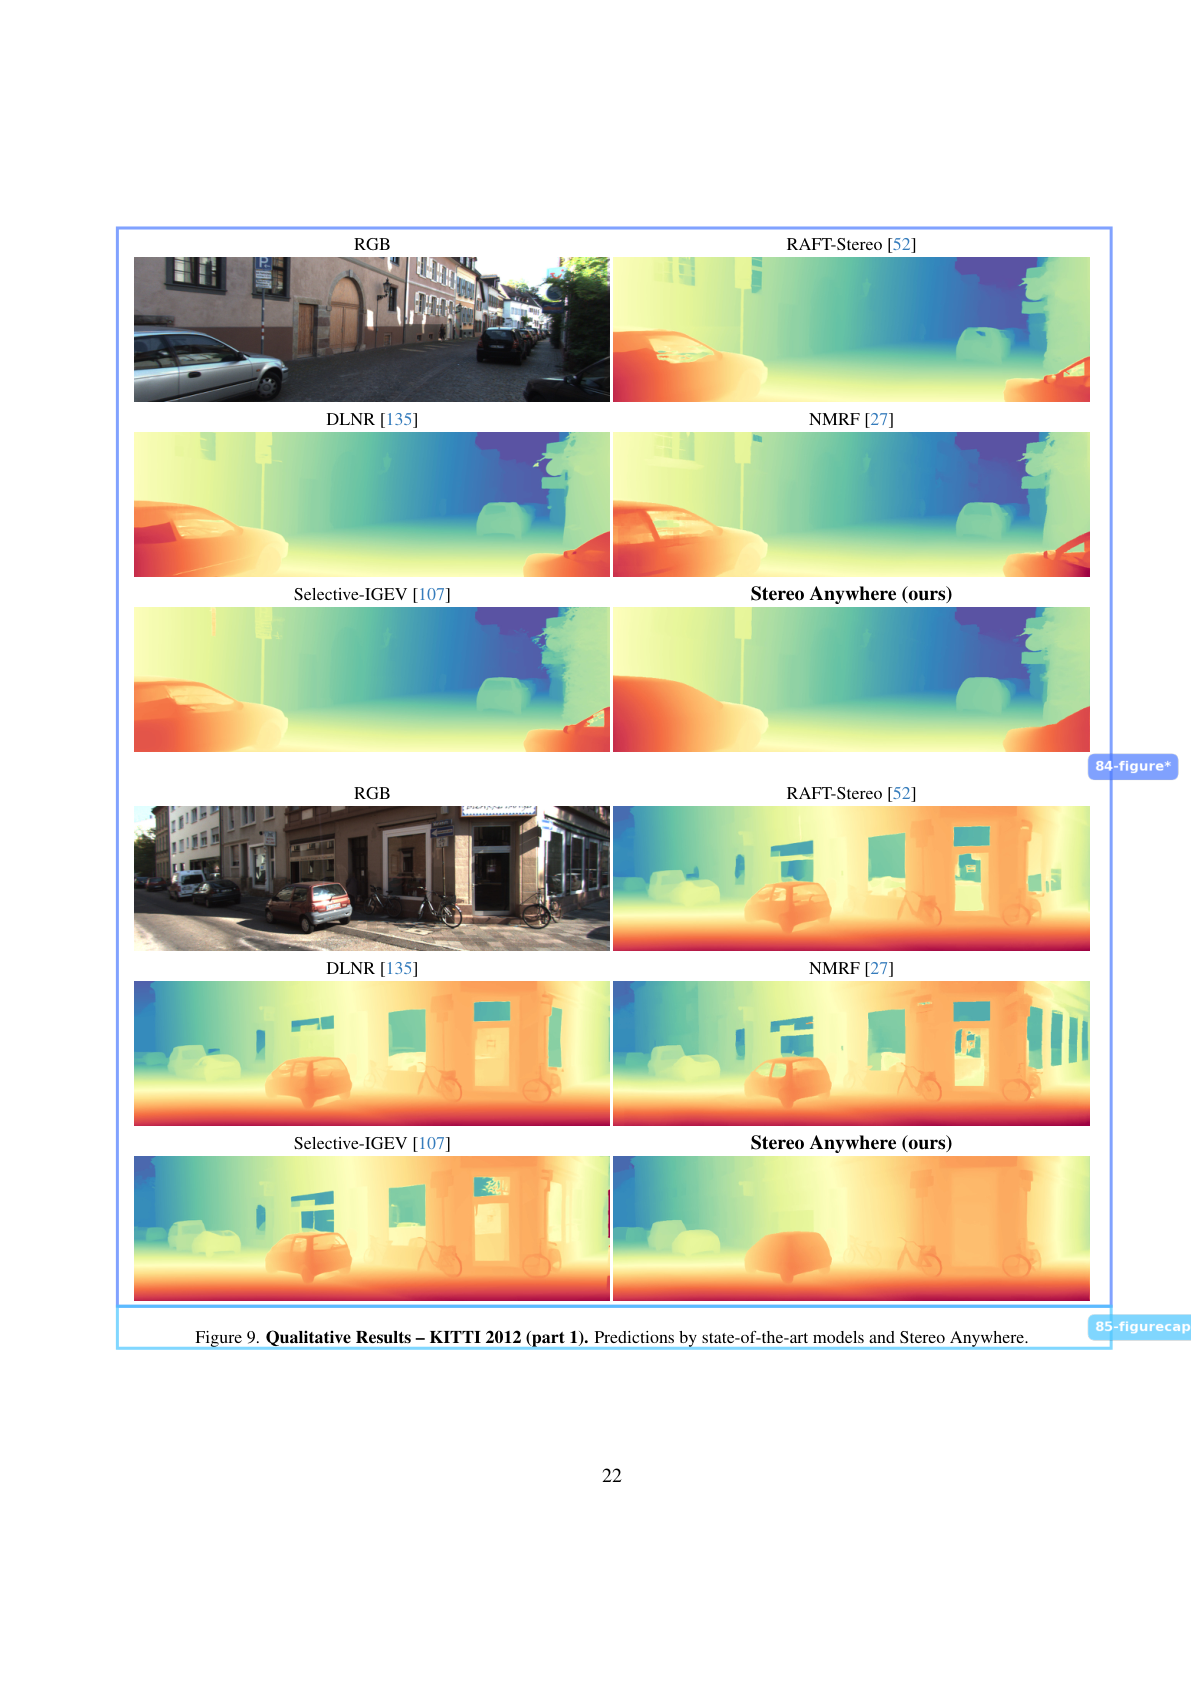 RGB
RAFT-Stereo [52]
DLNR [135]
NMRF [27]
Selective-IGEV [107]
Stereo Anywhere (ours)
84-figure*
RGB
RAFT-Stereo [52]
DLNR [135]
NMRF [27]
Selective-IGEV [107]
Stereo Anywhere (ours)
Figure 9. Qualitative Results – KITTI 2012 (part 1). Predictions by state-of-the-art models and Stereo Anywhere.
85-figurecap
22